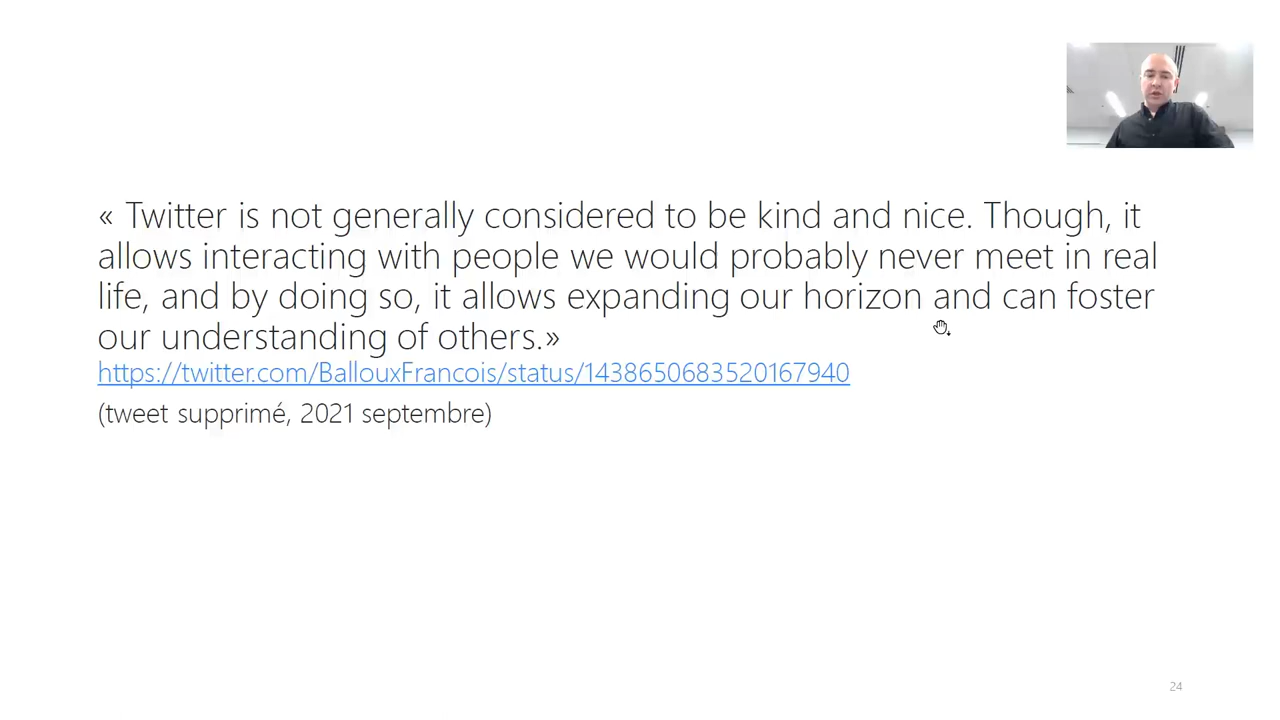 « Twitter is not generally considered to be kind and nice. Though, it
allows interacting with people we would probably never meet in real
life, and by doing so, it allows expanding our horizon and can foster
our understanding of others.»
https://twitter.com/BallouxFrancois/status/1438650683520167940
(tweet supprimé, 2021 septembre)
24